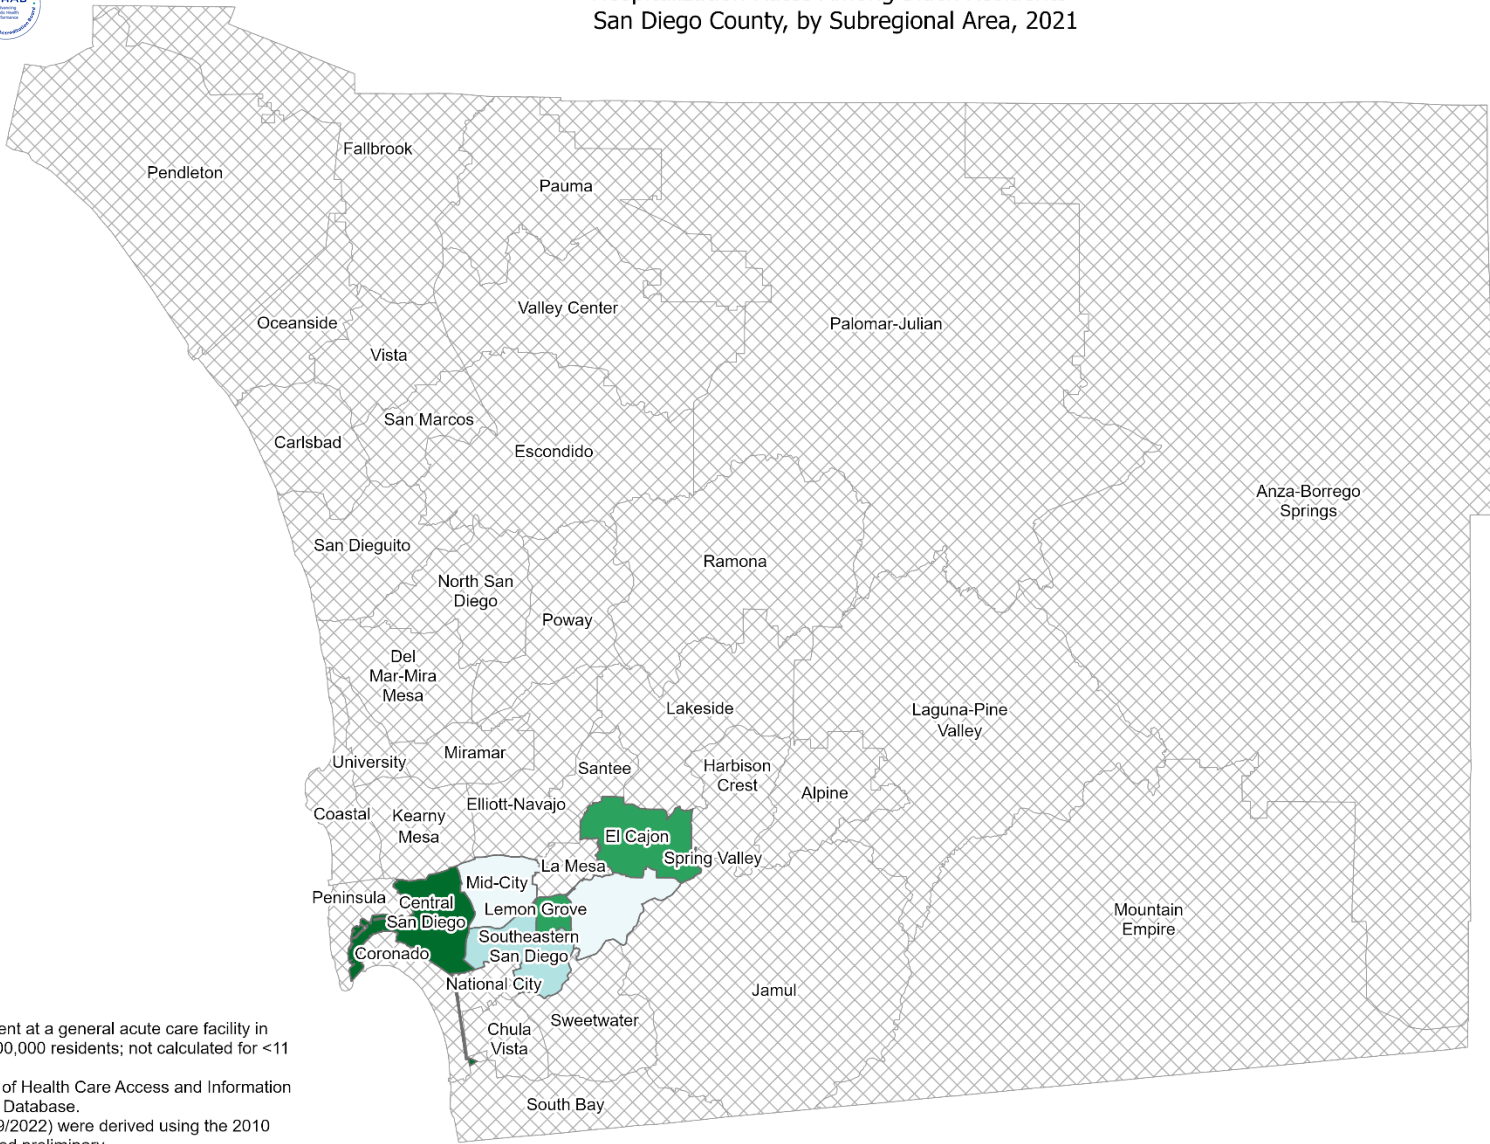 San Diego County, by Subregional Area, 2021
Fallbrook
Pendleton
Pauma
Valley Center
Oceanside
Palomar-Julian
Vista
San Marcos
Carlsbad
Escondido
Anza-Borrego
Springs
San Dieguito
Ramona
North San
Diego
Poway
Del
Mar-Mira
Mesa
Lakeside
Laguna-Pine
Valley
University
Miramar
Santee
Harbison
Crest
Alpine
Coastal
Kearny
Mesa
Elliott-Navajo
El Cajon
Spring Valley
La Mesa
Mid-City
Peninsula
Central
San Diego
Lemon Grove
Mountain
Empire
Southeastern
San Diego
Coronado
National City
Jamul
Sweetwater
Chula
Vista
South Bay
ent at a general acute care facility in
00,000 residents; not calculated for <11
of Health Care Access and Information
Database.
9/2022) were derived using the 2010
ed preliminary.